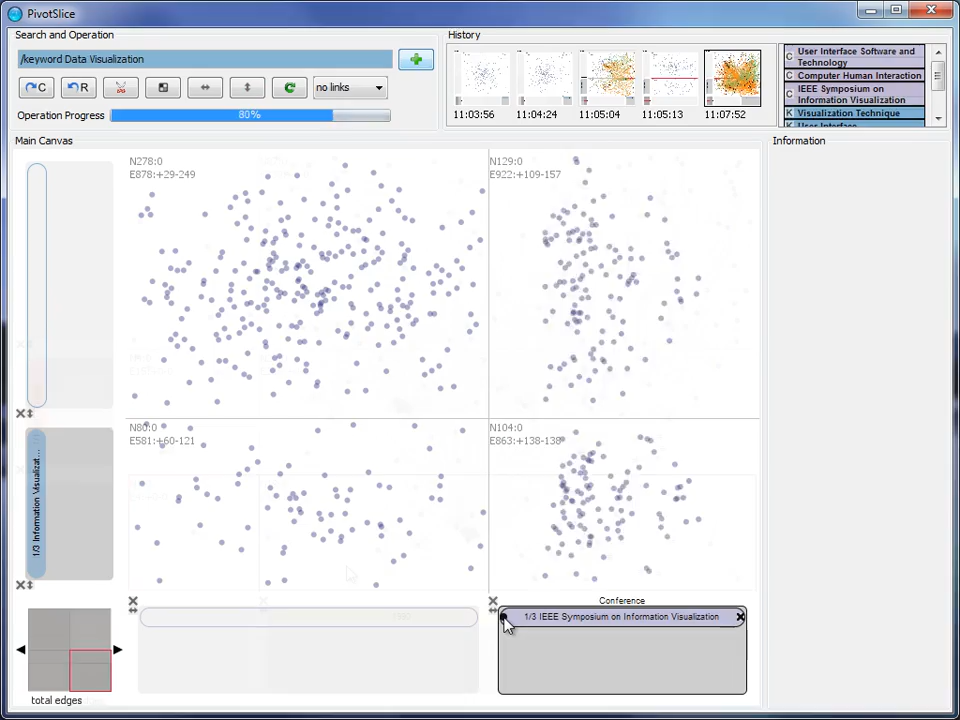 PivotSlice
Search and Operation
History
/keyword Data Visualization
C
R
no links
Operation Progress
80%
11:03:56
11:04:24
11:05:04
11:05:13
11:07:52
C User Interface Software and
Technology
C Computer Human Interaction
C IEEE Symposium on
Information Visualization
K Visualization Technique
K User Interface
Main Canvas
Information
N278:0
E878:+29-249
N129:0
E922:+109-157
N80:0
E581:+60-121
N104:0
E863:+138-138
1/3 Information Visualizat...
Conference
1/3 IEEE Symposium on Information Visualization
total edges